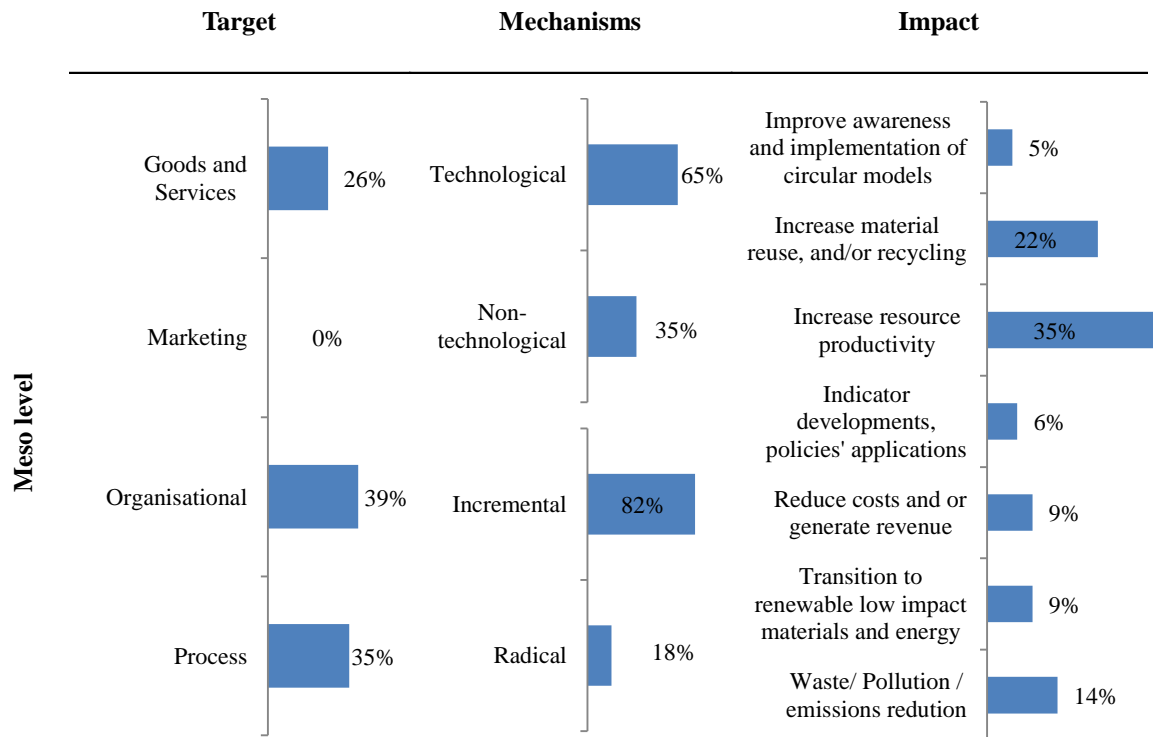 Target
Mechanisms
Impact
Meso level
Goods and
Services
26%
Marketing
0%
Organisational
39%
Process
35%
Technological
65%
Non-
technological
35%
Incremental
82%
Radical
18%
Improve awareness
and implementation of
circular models
5%
Increase material
reuse, and/or recycling
22%
Increase resource
productivity
35%
Indicator
developments,
policies' applications
6%
Reduce costs and or
generate revenue
9%
Transition to
renewable low impact
materials and energy
9%
Waste/ Pollution /
emissions redution
14%